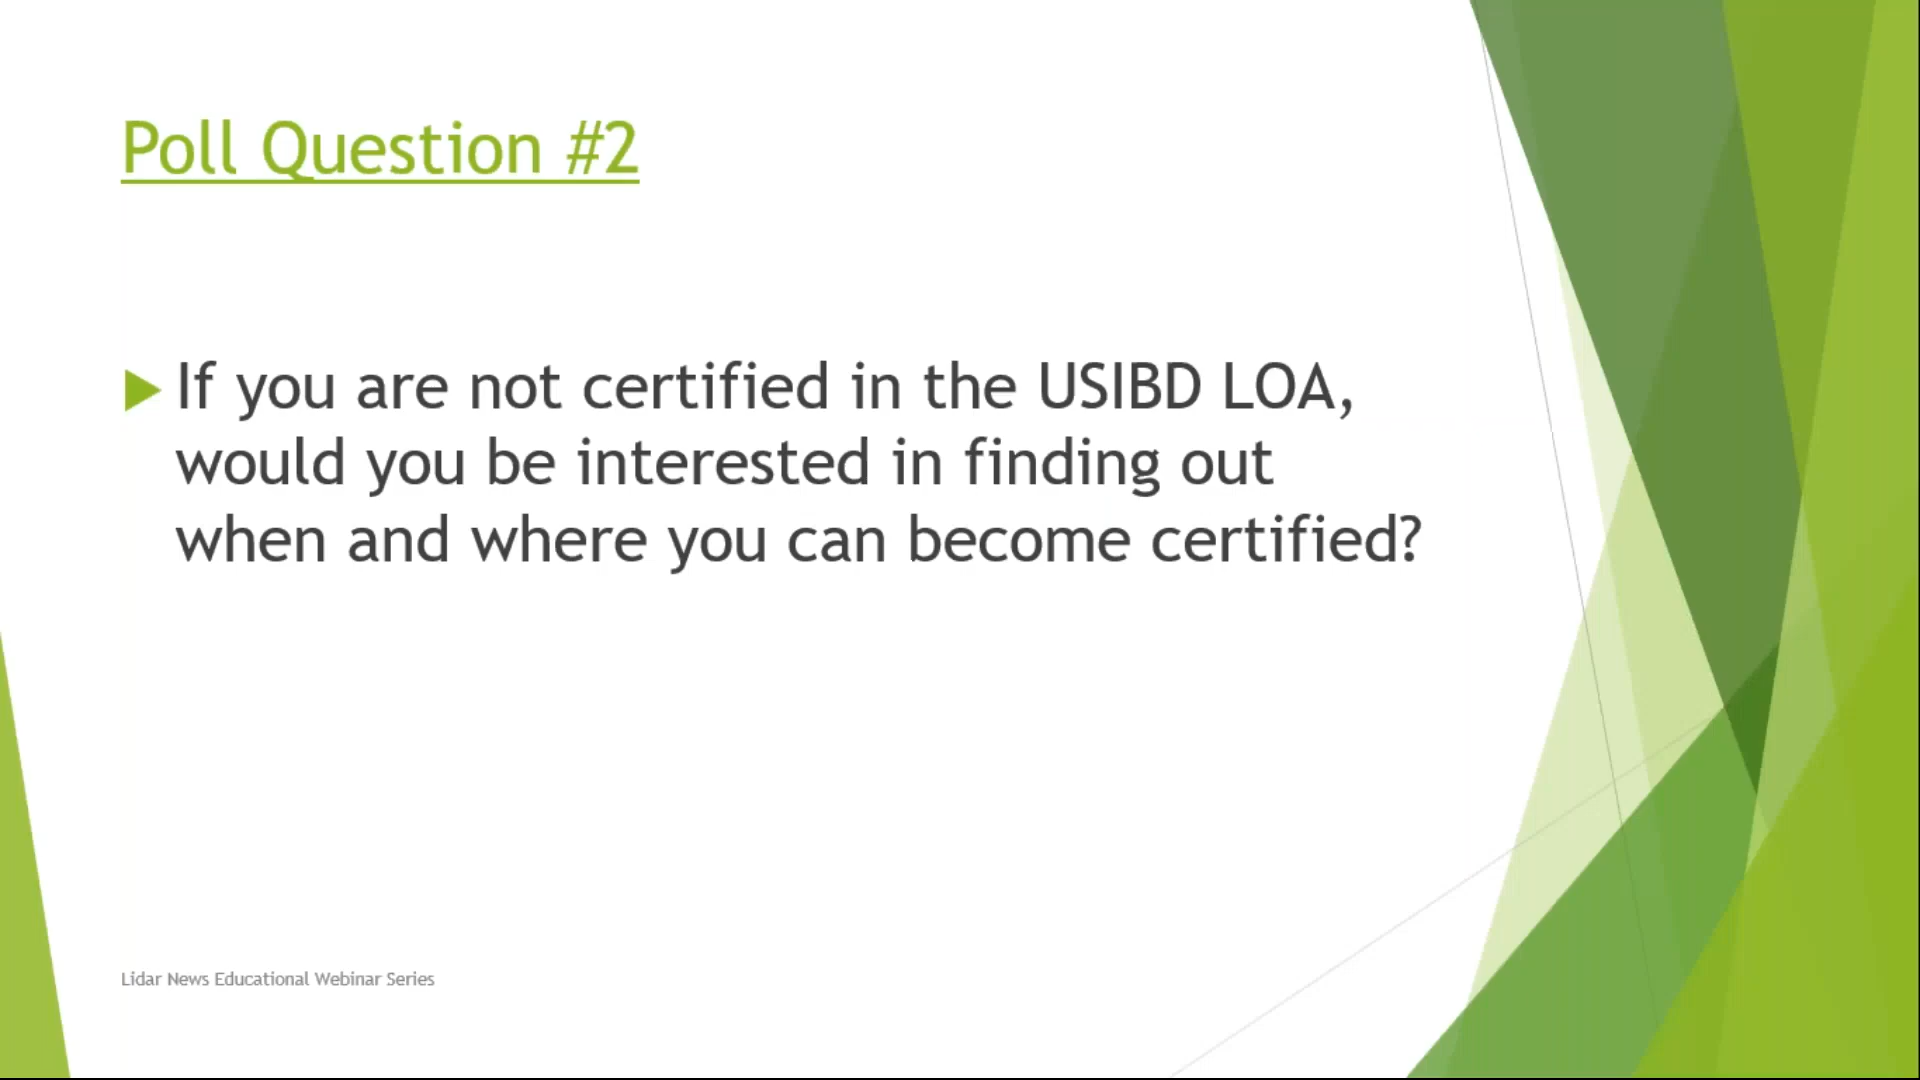 Poll Question #2
If you are not certified in the USIBD LOA,
would you be interested in finding out
when and where you can become certified?
Lidar News Educational Webinar Series